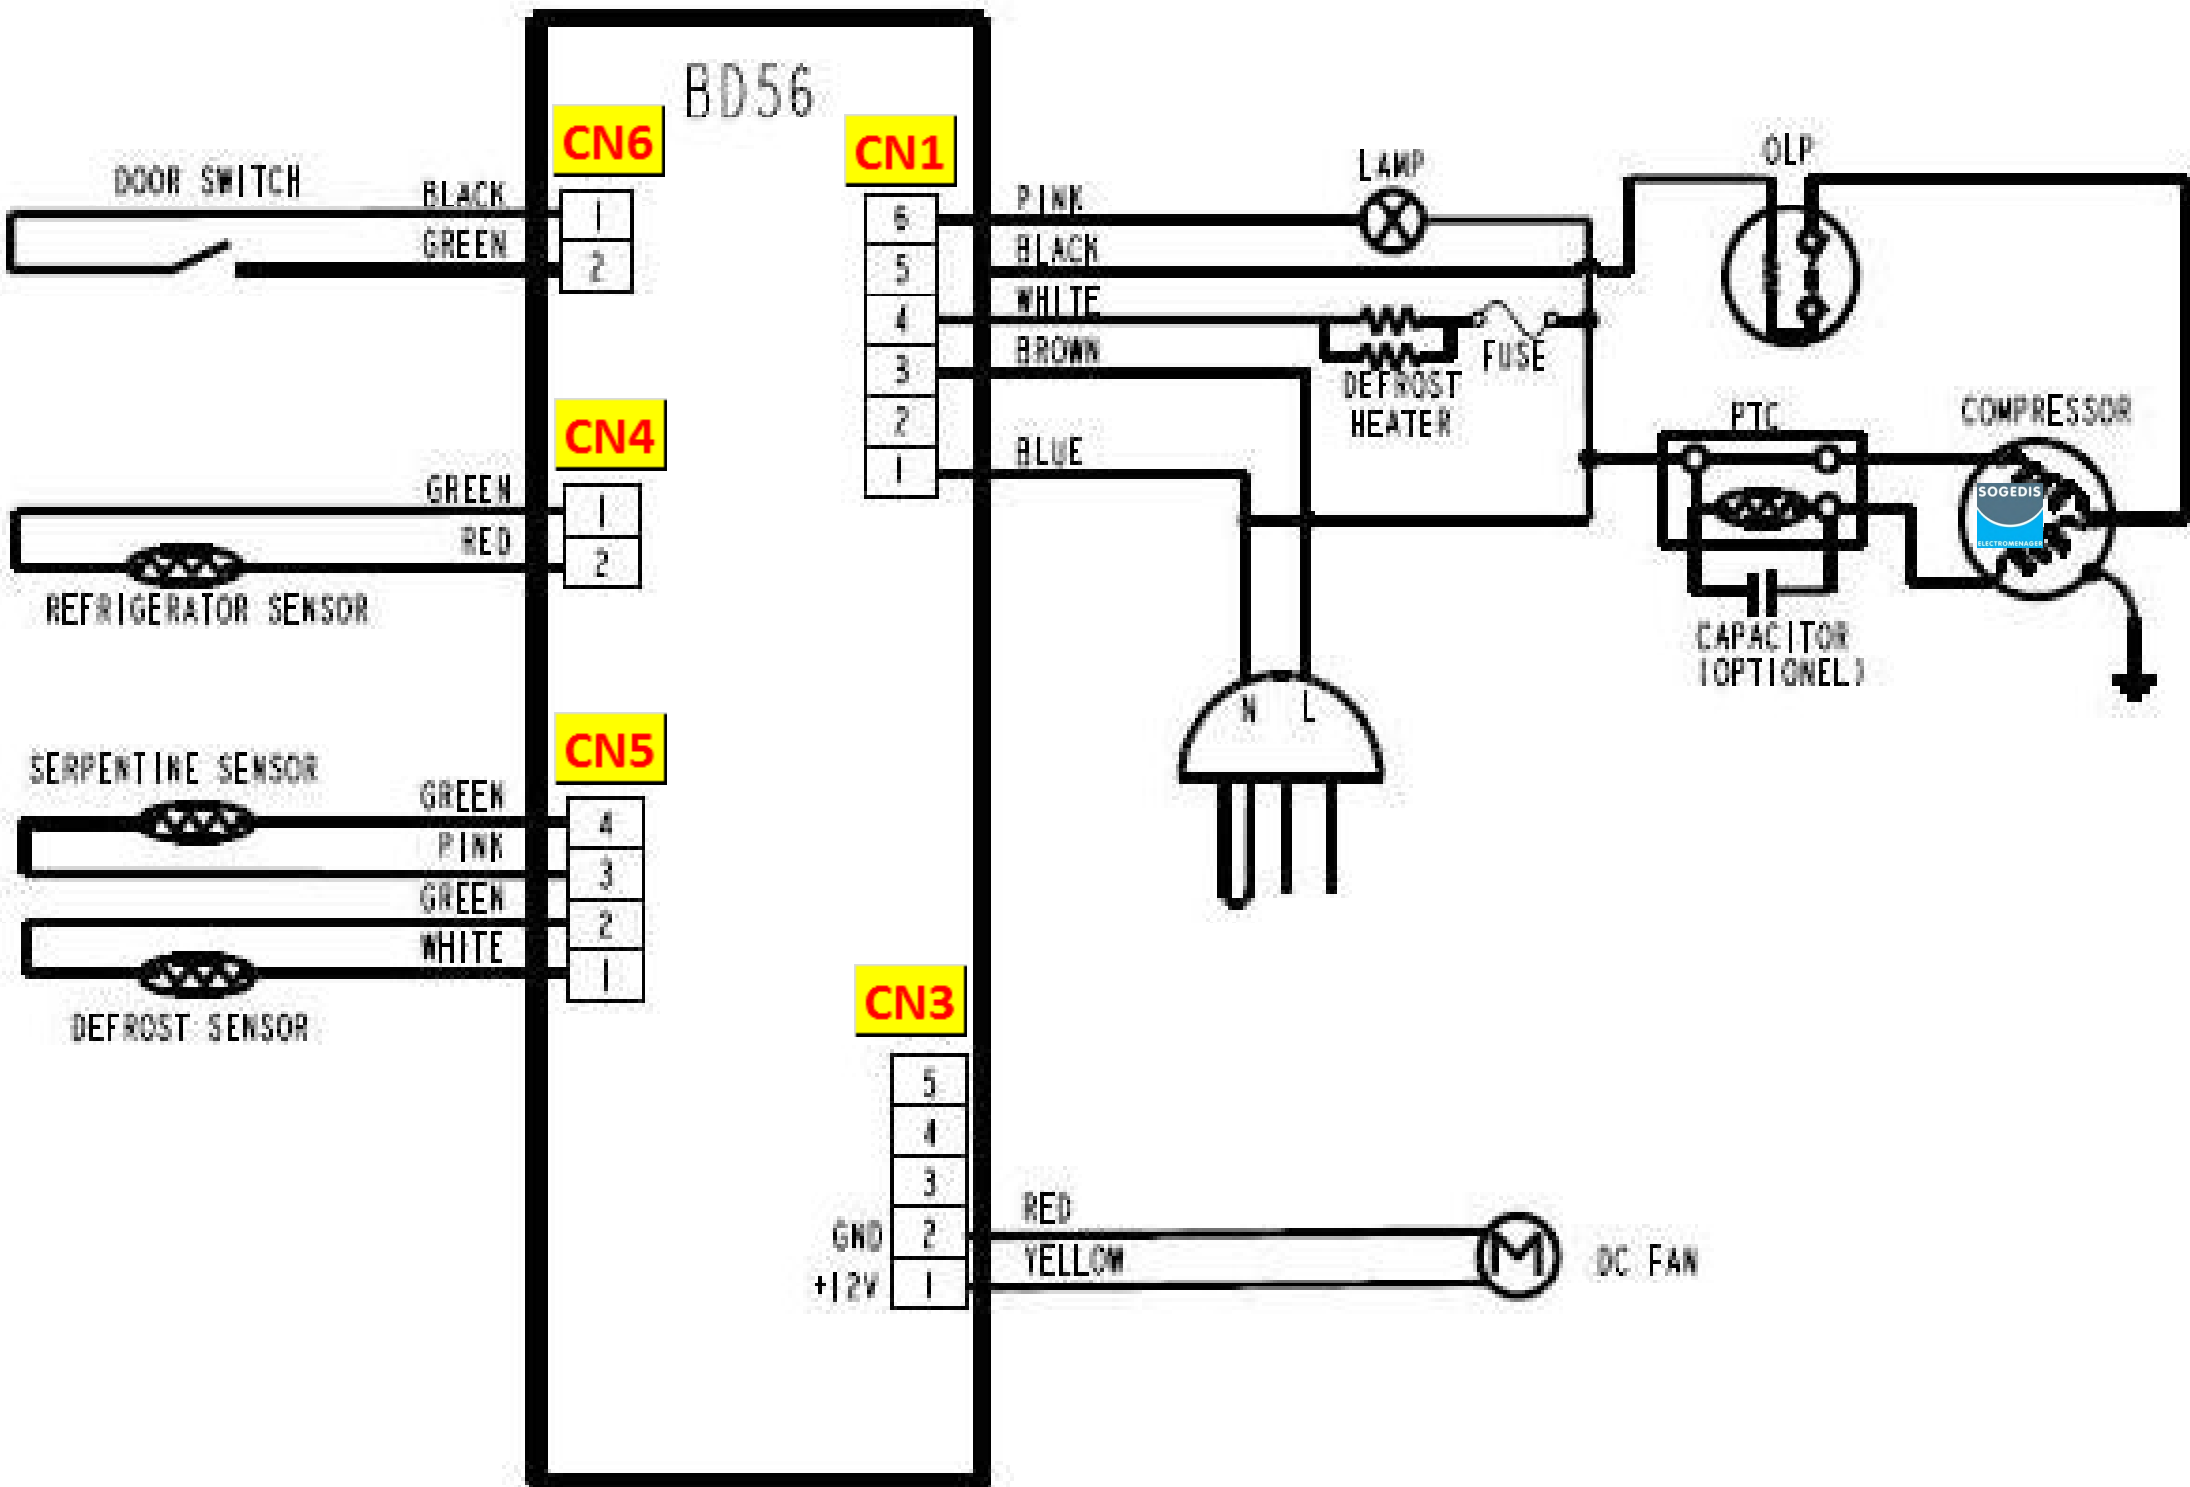 BD56
CN6
DOOR SWITCH
BLACK
1
GREEN
2
CN4
GREEN
1
RED
2
REFRIGERATOR SENSOR
CN5
SERPENTINE SENSOR
GREEN
4
PINK
3
GREEN
2
WHITE
1
DEFROST SENSOR
CN1
6
PINK
5
BLACK
4
WHITE
3
BROWN
2
1
BLUE
LAMP
FUSE
DEFROST
HEATER
OLP
PTC
COMPRESSOR
SOGEDIS
ELECTROMENAGER
CAPACITOR
(OPTIONEL)
N L
CN3
5
4
3
GND 2
RED
+12V 1
YELLOW
M
DC FAN